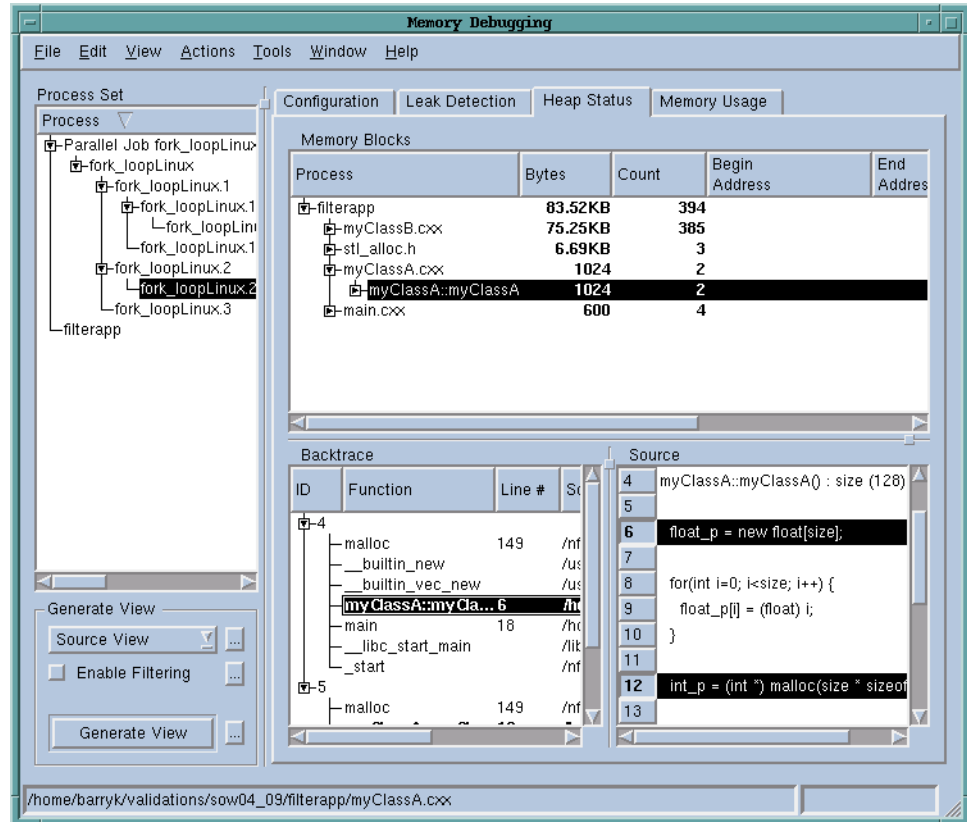 Memory Debugging
File Edit View Actions Tools Window Help
Process Set
Process
Parallel Job fork_loopLinux
fork_loopLinux
fork_loopLinux.1
fork_loopLinux.1
fork_loopLin
fork_loopLinux.1
fork_loopLinux.2
fork_loopLinux.2
fork_loopLinux.3
filterapp
Generate View
Source View ...
Enable Filtering ...
Generate View ...
Configuration Leak Detection Heap Status Memory Usage
Memory Blocks
Process Bytes Count Begin Address End Addres
filterapp 83.52KB 394
myClassB.cxx 75.25KB 385
stl_alloc.h 6.69KB 3
myClassA.cxx 1024 2
myClassA::myClassA 1024 2
main.cxx 600 4
Backtrace
ID Function Line # So
4
malloc 149 /nf
__builtin_new /us
__builtin_vec_new /us
myClassA::myCla... 6 /ho
main 18 /ho
__libc_start_main /lib
_start /nf
5
malloc 149 /nf
Source
4 myClassA::myClassA() : size (128)
5
6 float_p = new float[size];
7
8 for(int i=0; i<size; i++) {
9 float_p[i] = (float) i;
10 }
11
12 int_p = (int *) malloc(size * sizeof
13
/home/barryk/validations/sow04_09/filterapp/myClassA.cxx